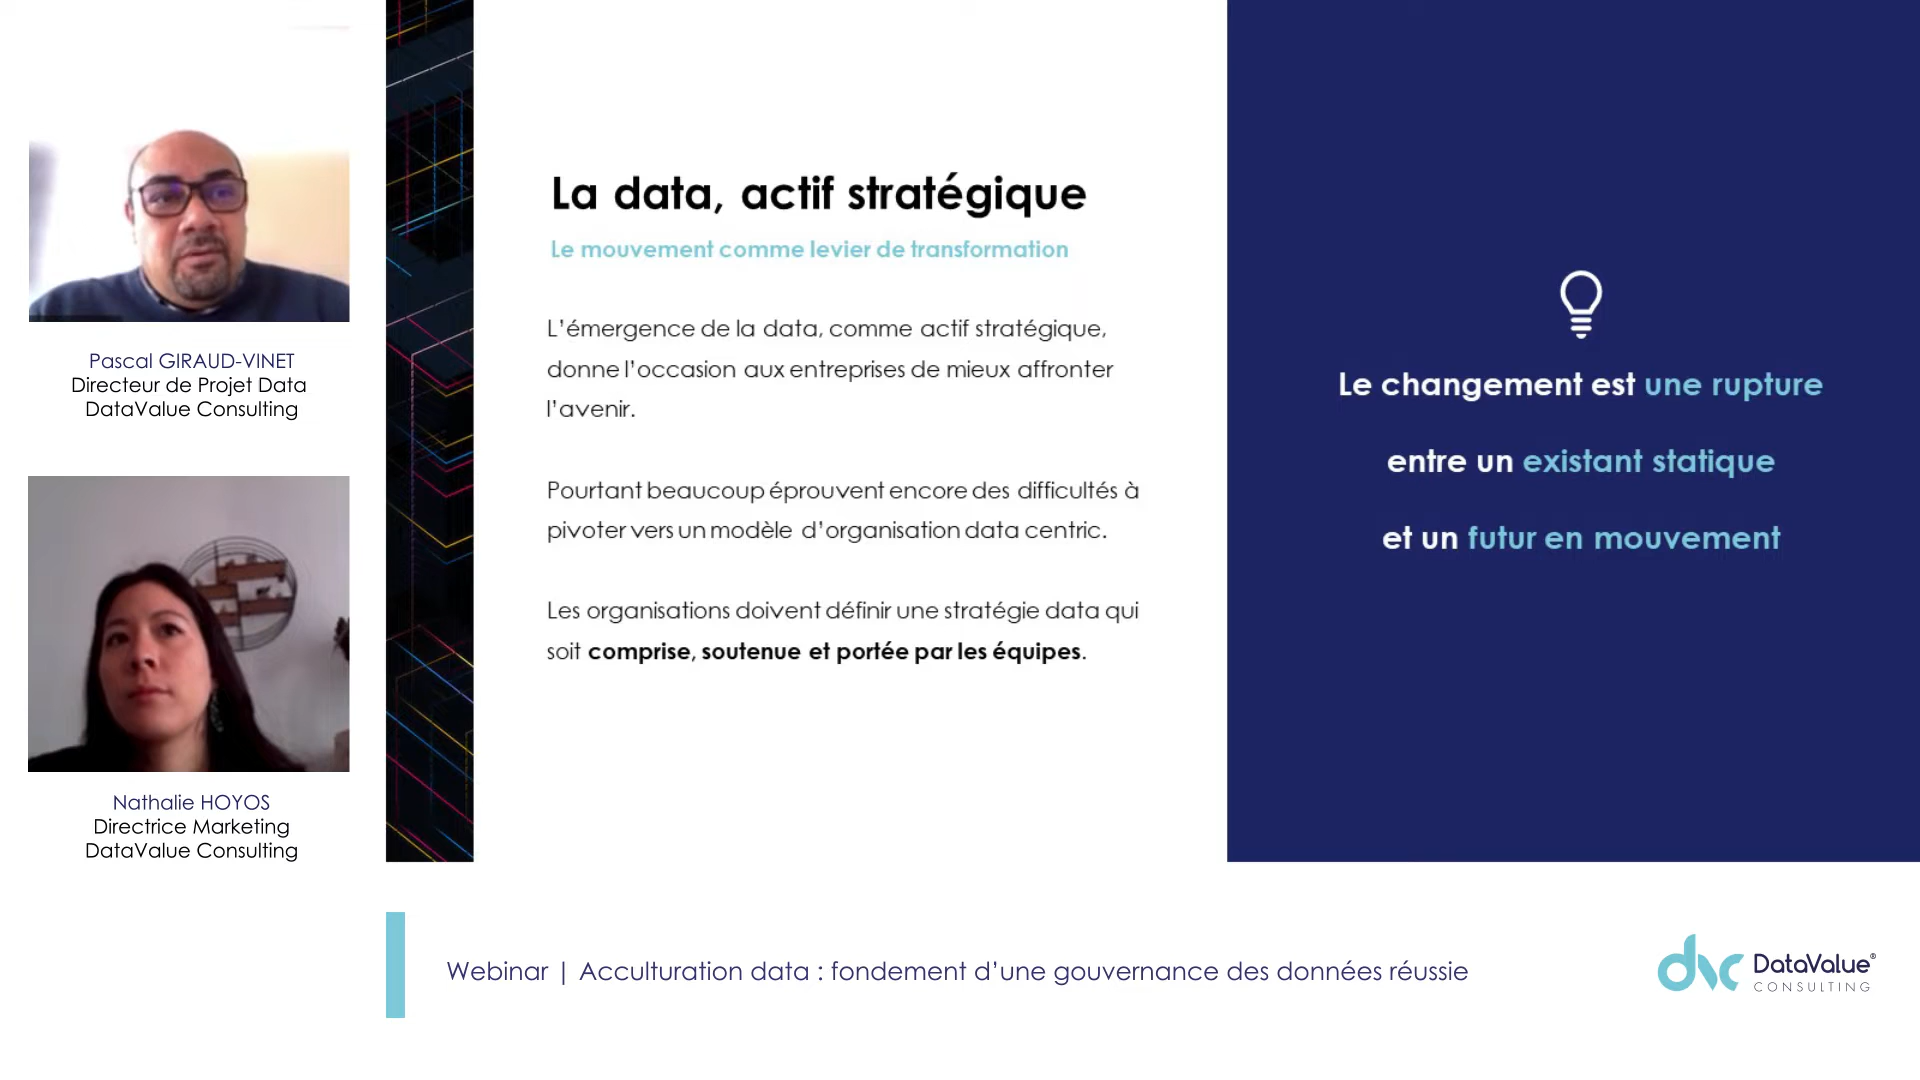 Pascal GIRAUD-VINET
Directeur de Projet Data
DataValue Consulting
Nathalie HOYOS
Directrice Marketing
DataValue Consulting
La data, actif stratégique
Le mouvement comme levier de transformation
L’émergence de la data, comme actif stratégique,
donne l’occasion aux entreprises de mieux affronter
l’avenir.
Pourtant beaucoup éprouvent encore des difficultés à
pivoter vers un modèle d’organisation data centric.
Les organisations doivent définir une stratégie data qui
soit comprise, soutenue et portée par les équipes.
Le changement est une rupture
entre un existant statique
et un futur en mouvement
Webinar | Acculturation data : fondement d’une gouvernance des données réussie
dvc DataValue®
CONSULTING